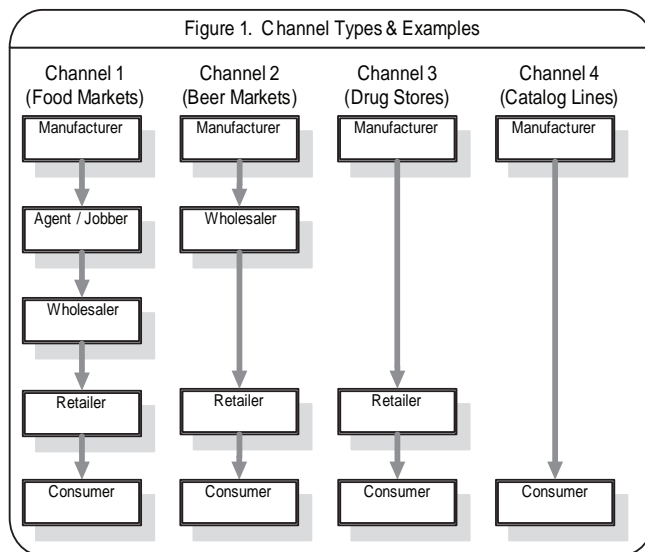 Figure 1. Channel Types & Examples
Channel 1
(Food Markets)
Channel 2
(Beer Markets)
Channel 3
(Drug Stores)
Channel 4
(Catalog Lines)
Manufacturer
Manufacturer
Manufacturer
Manufacturer
Agent / Jobber
Wholesaler
Wholesaler
Retailer
Retailer
Retailer
Consumer
Consumer
Consumer
Consumer